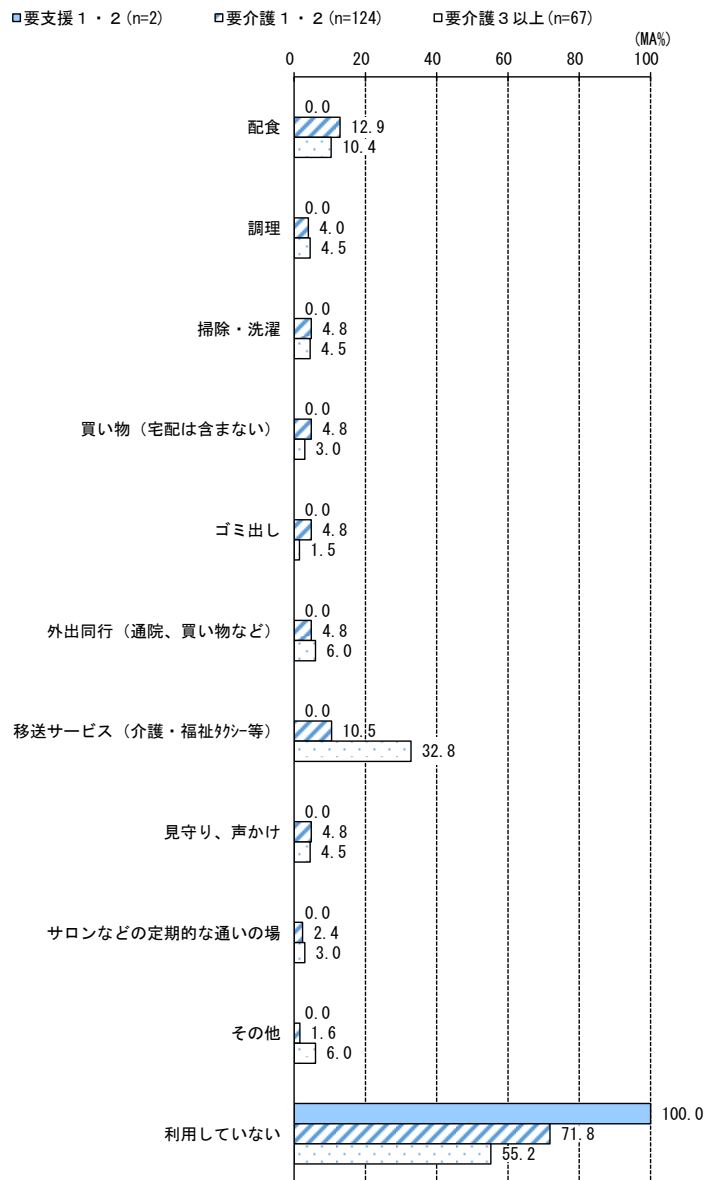 要支援１・２(n=2) 要介護１・２(n=124) 要介護３以上(n=67)
(MA%)
0 20 40 60 80 100
配食
0.0
12.9
10.4
調理
0.0
4.0
4.5
掃除・洗濯
0.0
4.8
4.5
買い物（宅配は含まない）
0.0
4.8
3.0
ゴミ出し
0.0
4.8
1.5
外出同行（通院、買い物など）
0.0
4.8
6.0
移送サービス（介護・福祉ﾀｸｼｰ等）
0.0
10.5
32.8
見守り、声かけ
0.0
4.8
4.5
サロンなどの定期的な通いの場
0.0
2.4
3.0
その他
0.0
1.6
6.0
利用していない
100.0
71.8
55.2